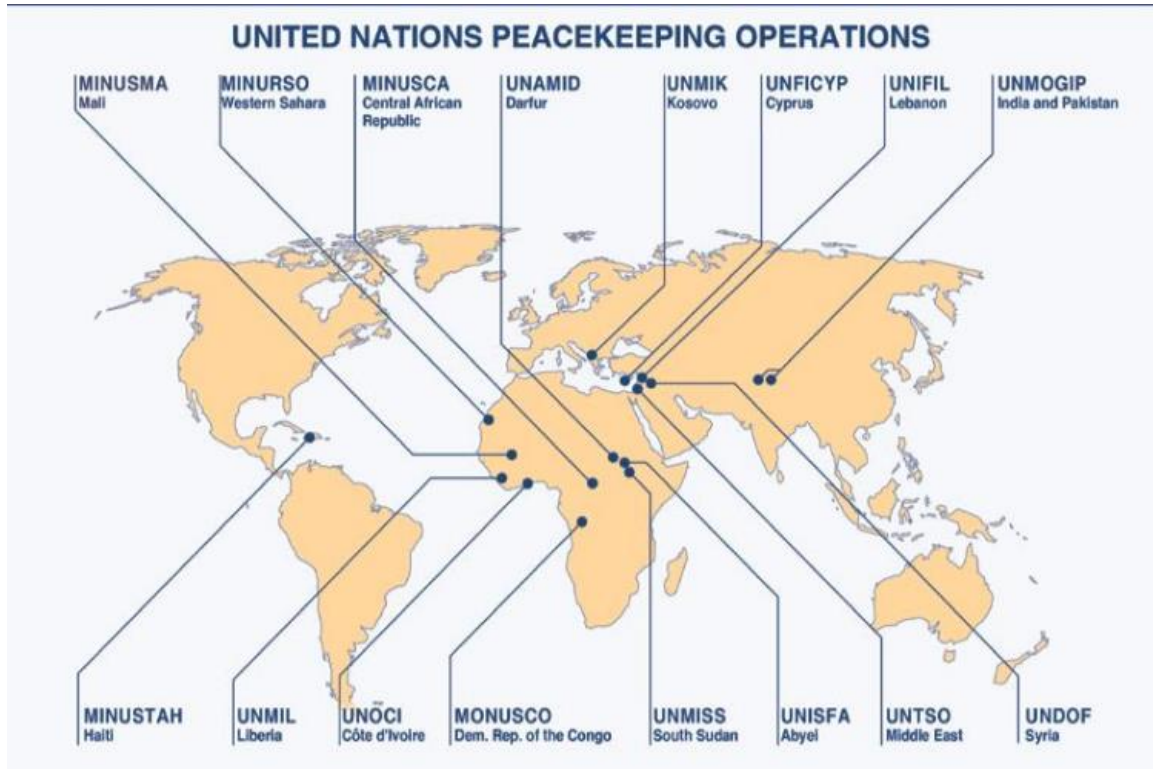 UNITED NATIONS PEACEKEEPING OPERATIONS
MINUSMA
Mali
MINURSO
Western Sahara
MINUSCA
Central African
Republic
UNAMID
Darfur
UNMIK
Kosovo
UNFICYP
Cyprus
UNIFIL
Lebanon
UNMOGIP
India and Pakistan
MINUSTAH
Haiti
UNMIL
Liberia
UNOCI
Côte d'Ivoire
MONUSCO
Dem. Rep. of the Congo
UNMISS
South Sudan
UNISFA
Abyei
UNTSO
Middle East
UNDOF
Syria